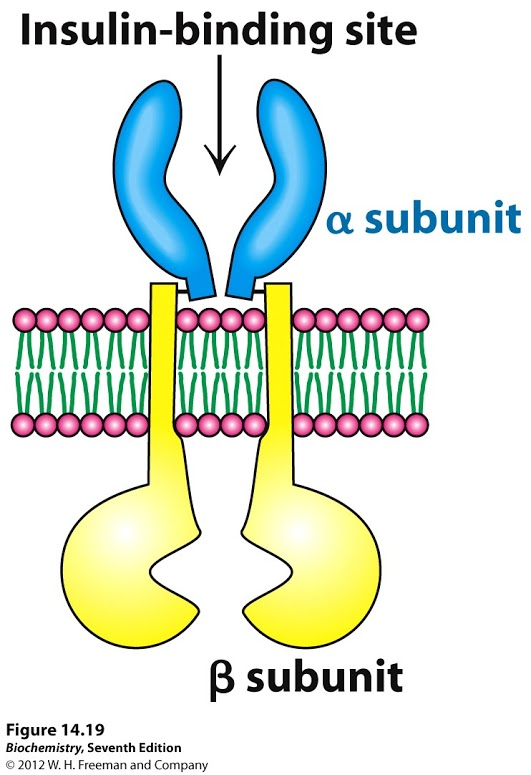 Insulin-binding site
α subunit
β subunit
Figure 14.19
Biochemistry, Seventh Edition
© 2012 W. H. Freeman and Company